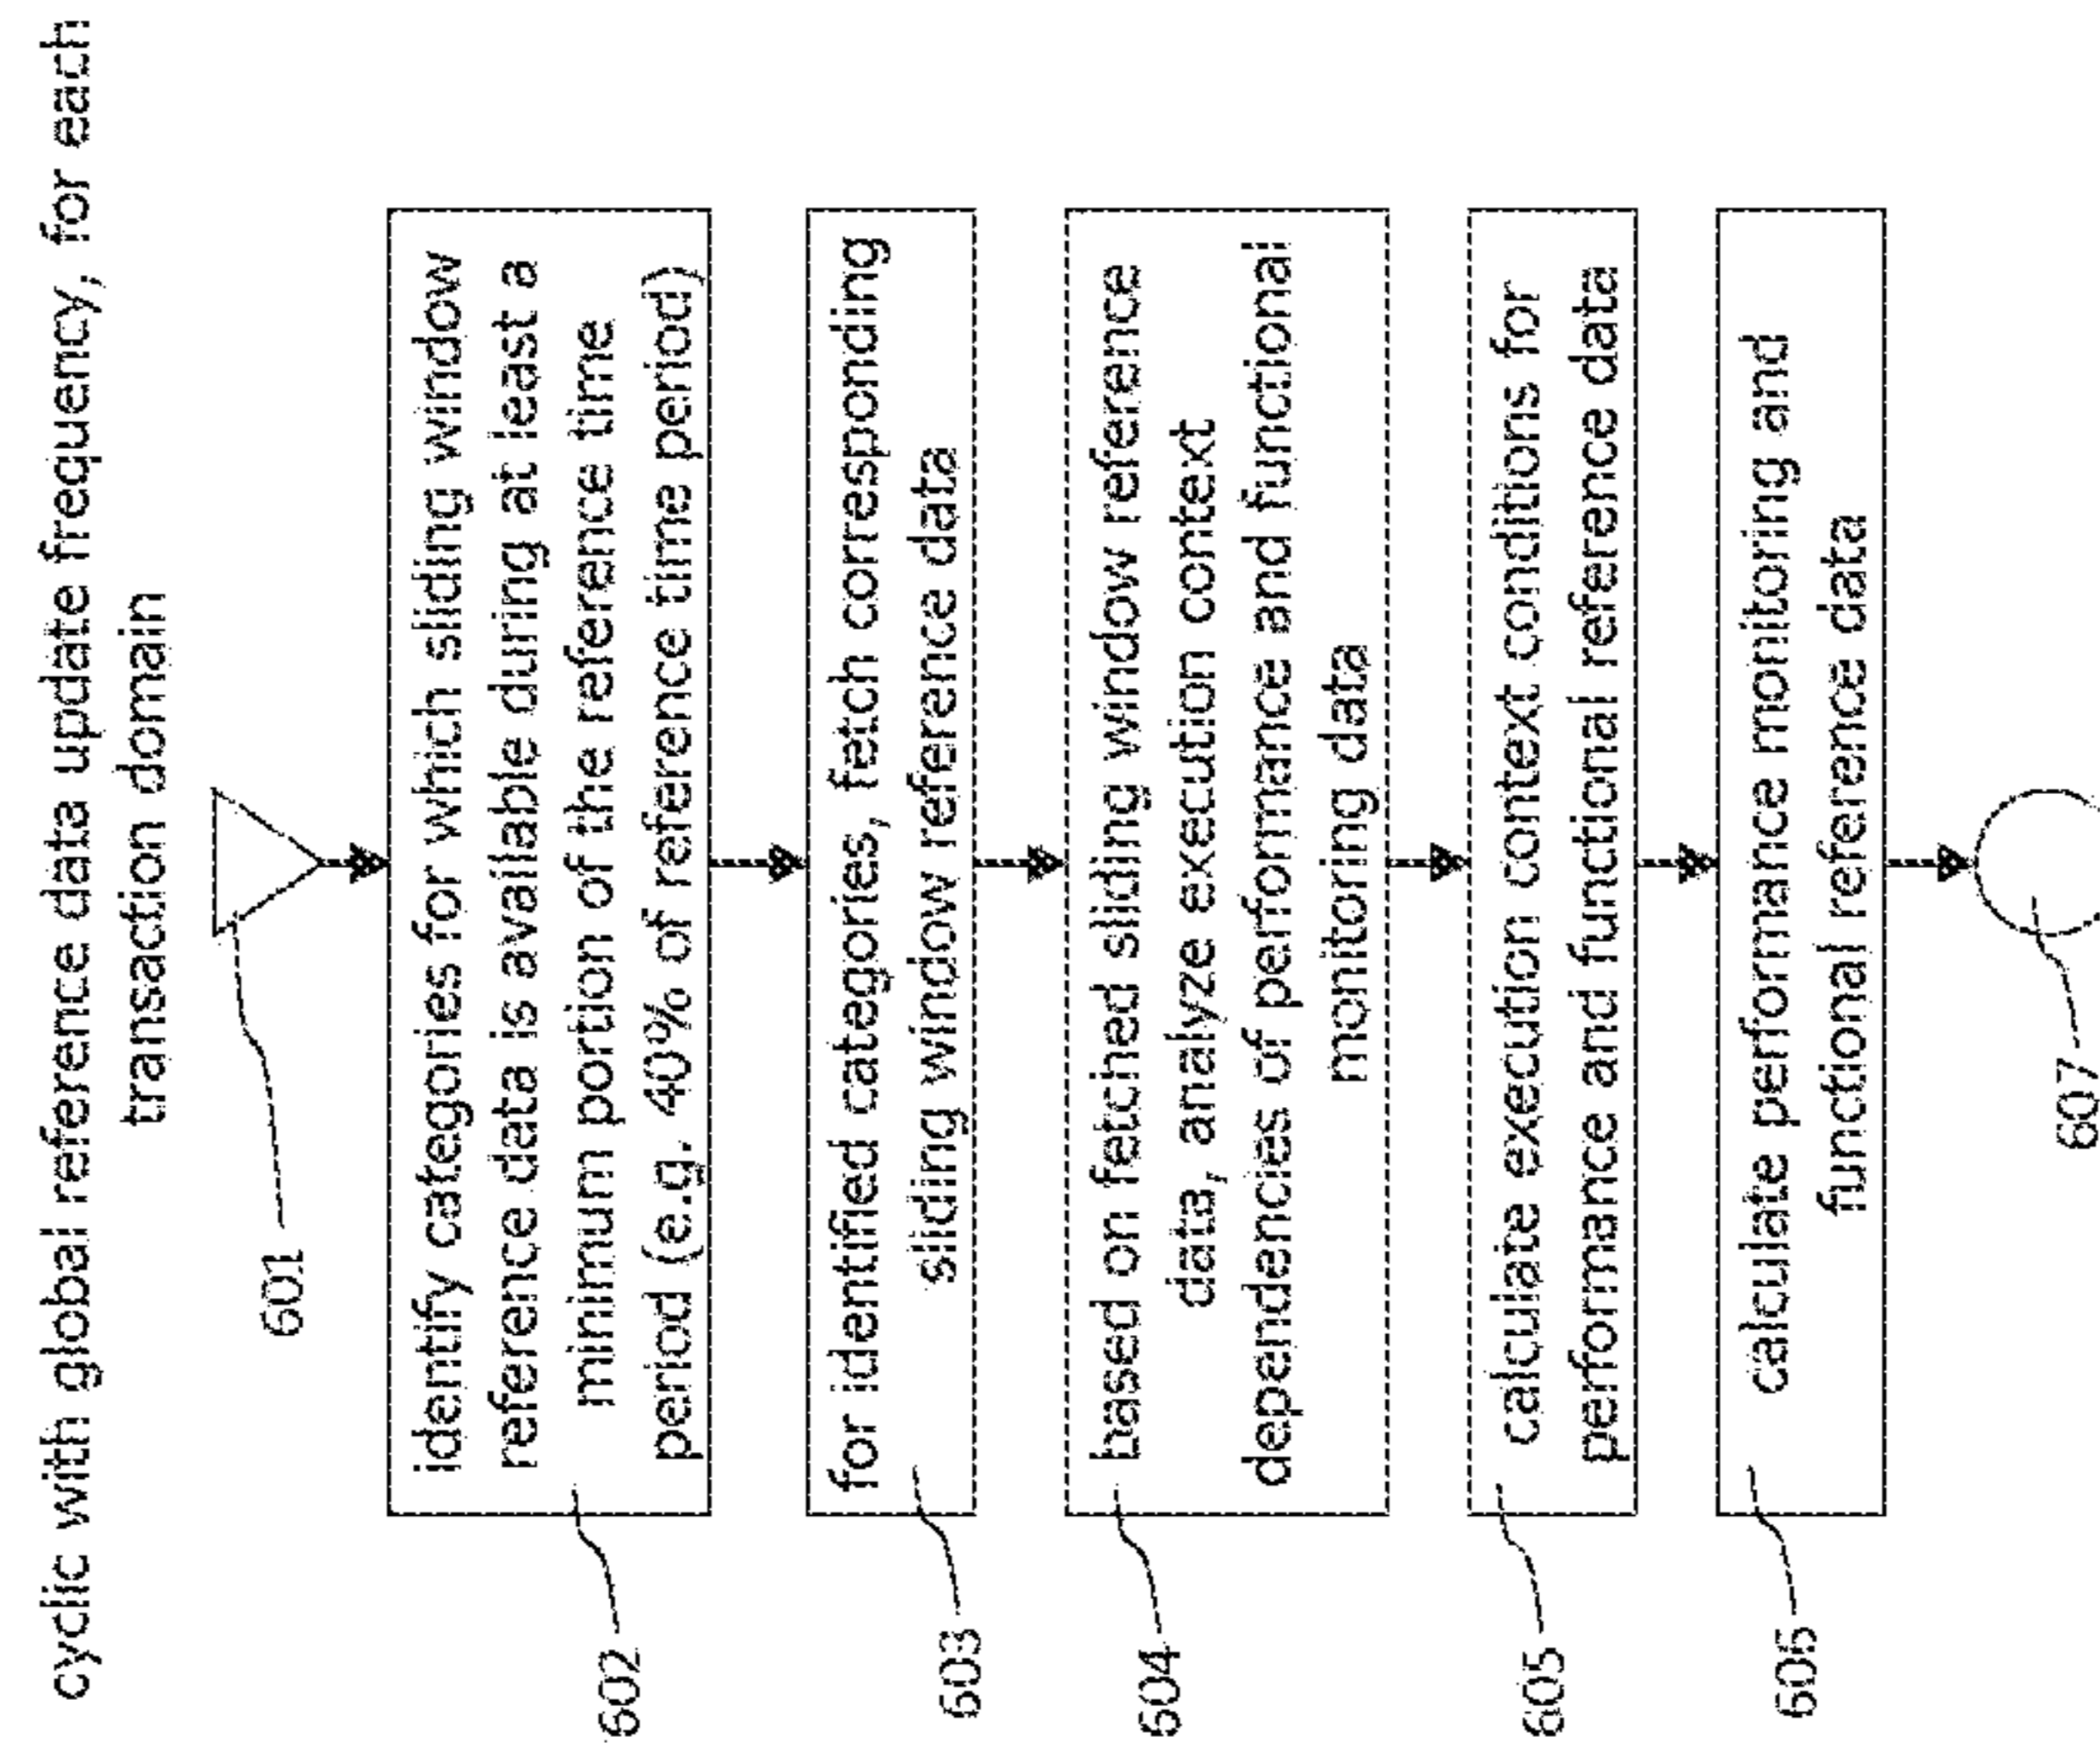 cyclic with global reference data update frequency, for each
transaction domain
601
identify categories for which sliding window
reference data is available during at least a
minimum portion of the reference time
period (e.g. 40% of reference time period)
602
for identified categories, fetch corresponding
sliding window reference data
603
based on fetched sliding window reference
data, analyze execution context
dependencies of performance and functional
monitoring data
604
calculate execution context conditions for
performance and functional reference data
605
calculate performance monitoring and
functional reference data
606
607